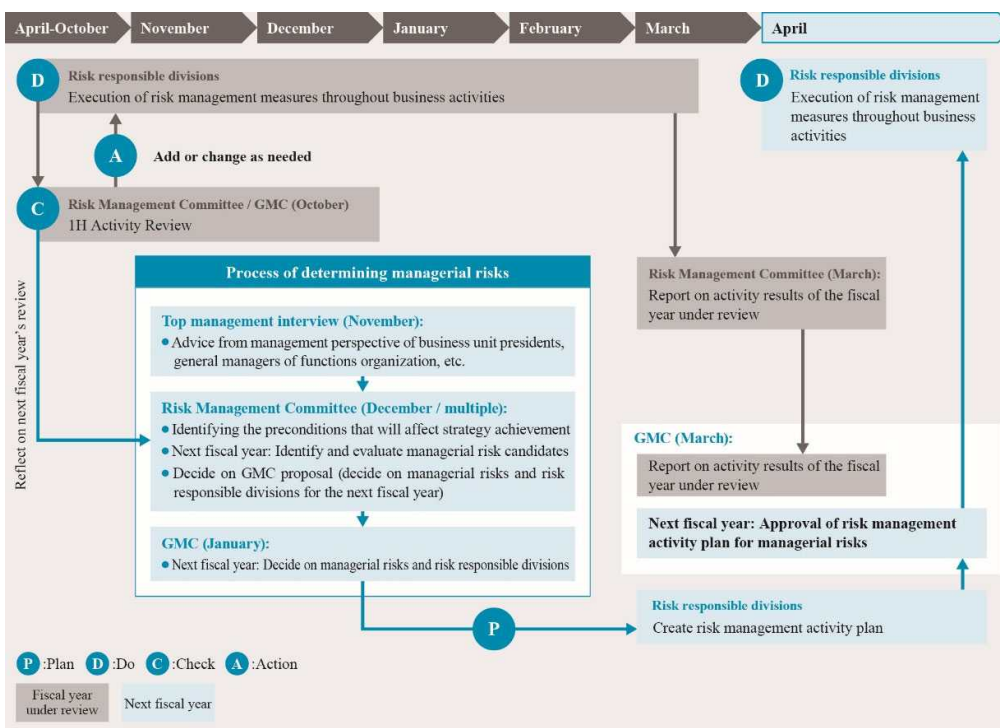 April-October November December January February March April
D
Risk responsible divisions
Execution of risk management measures throughout business activities
D
Risk responsible divisions
Execution of risk management
measures throughout business
activities
A
Add or change as needed
C
Risk Management Committee / GMC (October)
1H Activity Review
Reflect on next fiscal year's review
Process of determining managerial risks
Top management interview (November):
● Advice from management perspective of business unit presidents,
general managers of functions organization, etc.
Risk Management Committee (December / multiple):
● Identifying the preconditions that will affect strategy achievement
● Next fiscal year: Identify and evaluate managerial risk candidates
● Decide on GMC proposal (decide on managerial risks and risk
responsible divisions for the next fiscal year)
GMC (January):
● Next fiscal year: Decide on managerial risks and risk responsible divisions
Risk Management Committee (March):
Report on activity results of the fiscal
year under review
GMC (March):
Report on activity results of the fiscal
year under review
Next fiscal year: Approval of risk management
activity plan for managerial risks
P
Risk responsible divisions
Create risk management activity plan
P :Plan D :Do C :Check A :Action
Fiscal year
under review
Next fiscal year